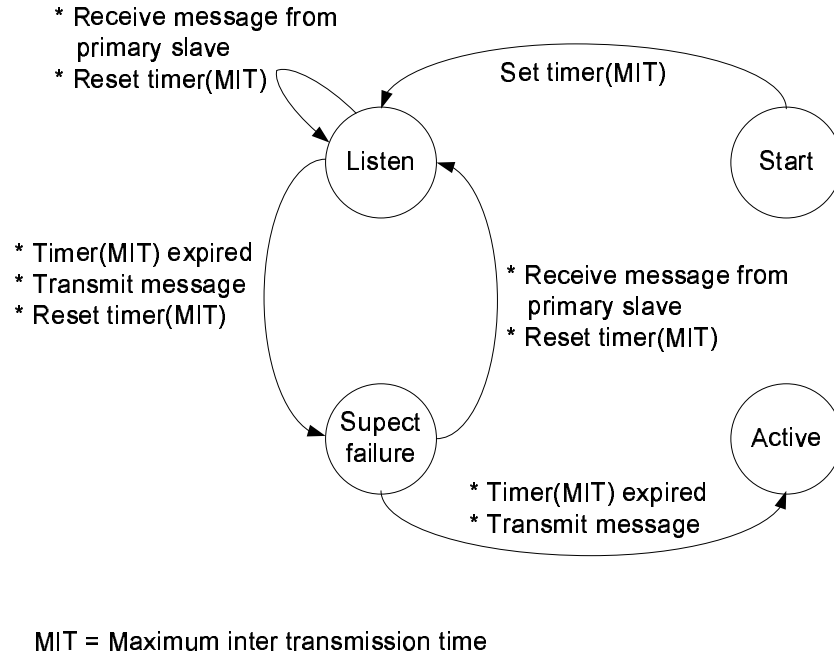 * Receive message from
primary slave
* Reset timer(MIT)
Set timer(MIT)
Listen
Start
* Timer(MIT) expired
* Transmit message
* Reset timer(MIT)
* Receive message from
primary slave
* Reset timer(MIT)
Supect
failure
Active
* Timer(MIT) expired
* Transmit message
MIT = Maximum inter transmission time